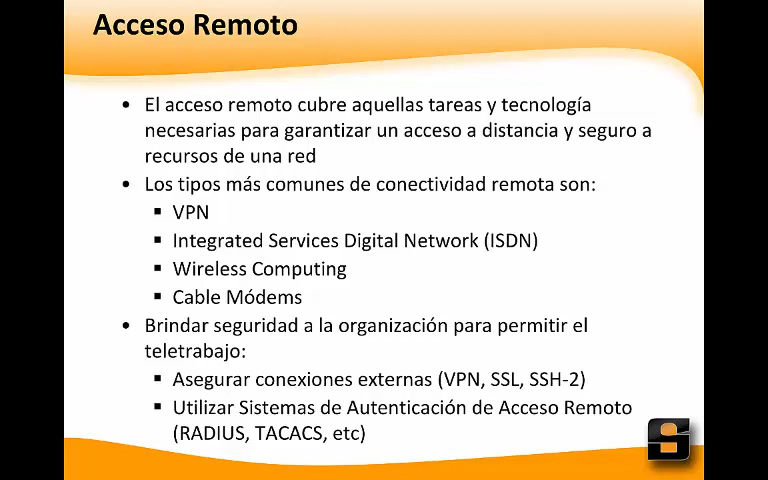 Acceso Remoto
• El acceso remoto cubre aquellas tareas y tecnología
necesarias para garantizar un acceso a distancia y seguro a
recursos de una red
• Los tipos más comunes de conectividad remota son:
▪ VPN
▪ Integrated Services Digital Network (ISDN)
▪ Wireless Computing
▪ Cable Módems
• Brindar seguridad a la organización para permitir el
teletrabajo:
▪ Asegurar conexiones externas (VPN, SSL, SSH-2)
▪ Utilizar Sistemas de Autenticación de Acceso Remoto
(RADIUS, TACACS, etc)